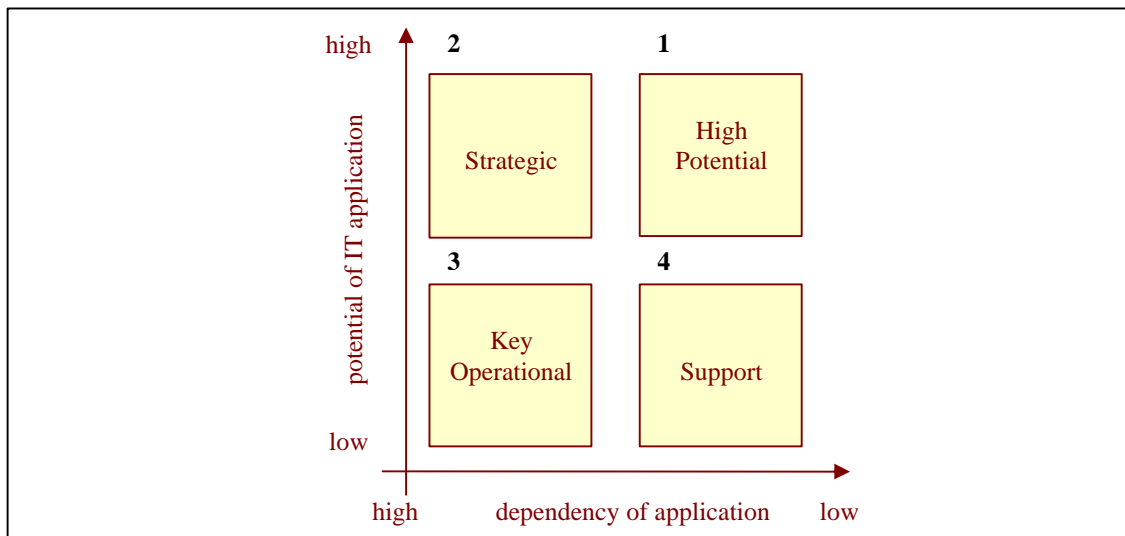 high
2
1
Strategic
High
Potential
potential of IT application
3
4
Key
Operational
Support
low
high
dependency of application
low